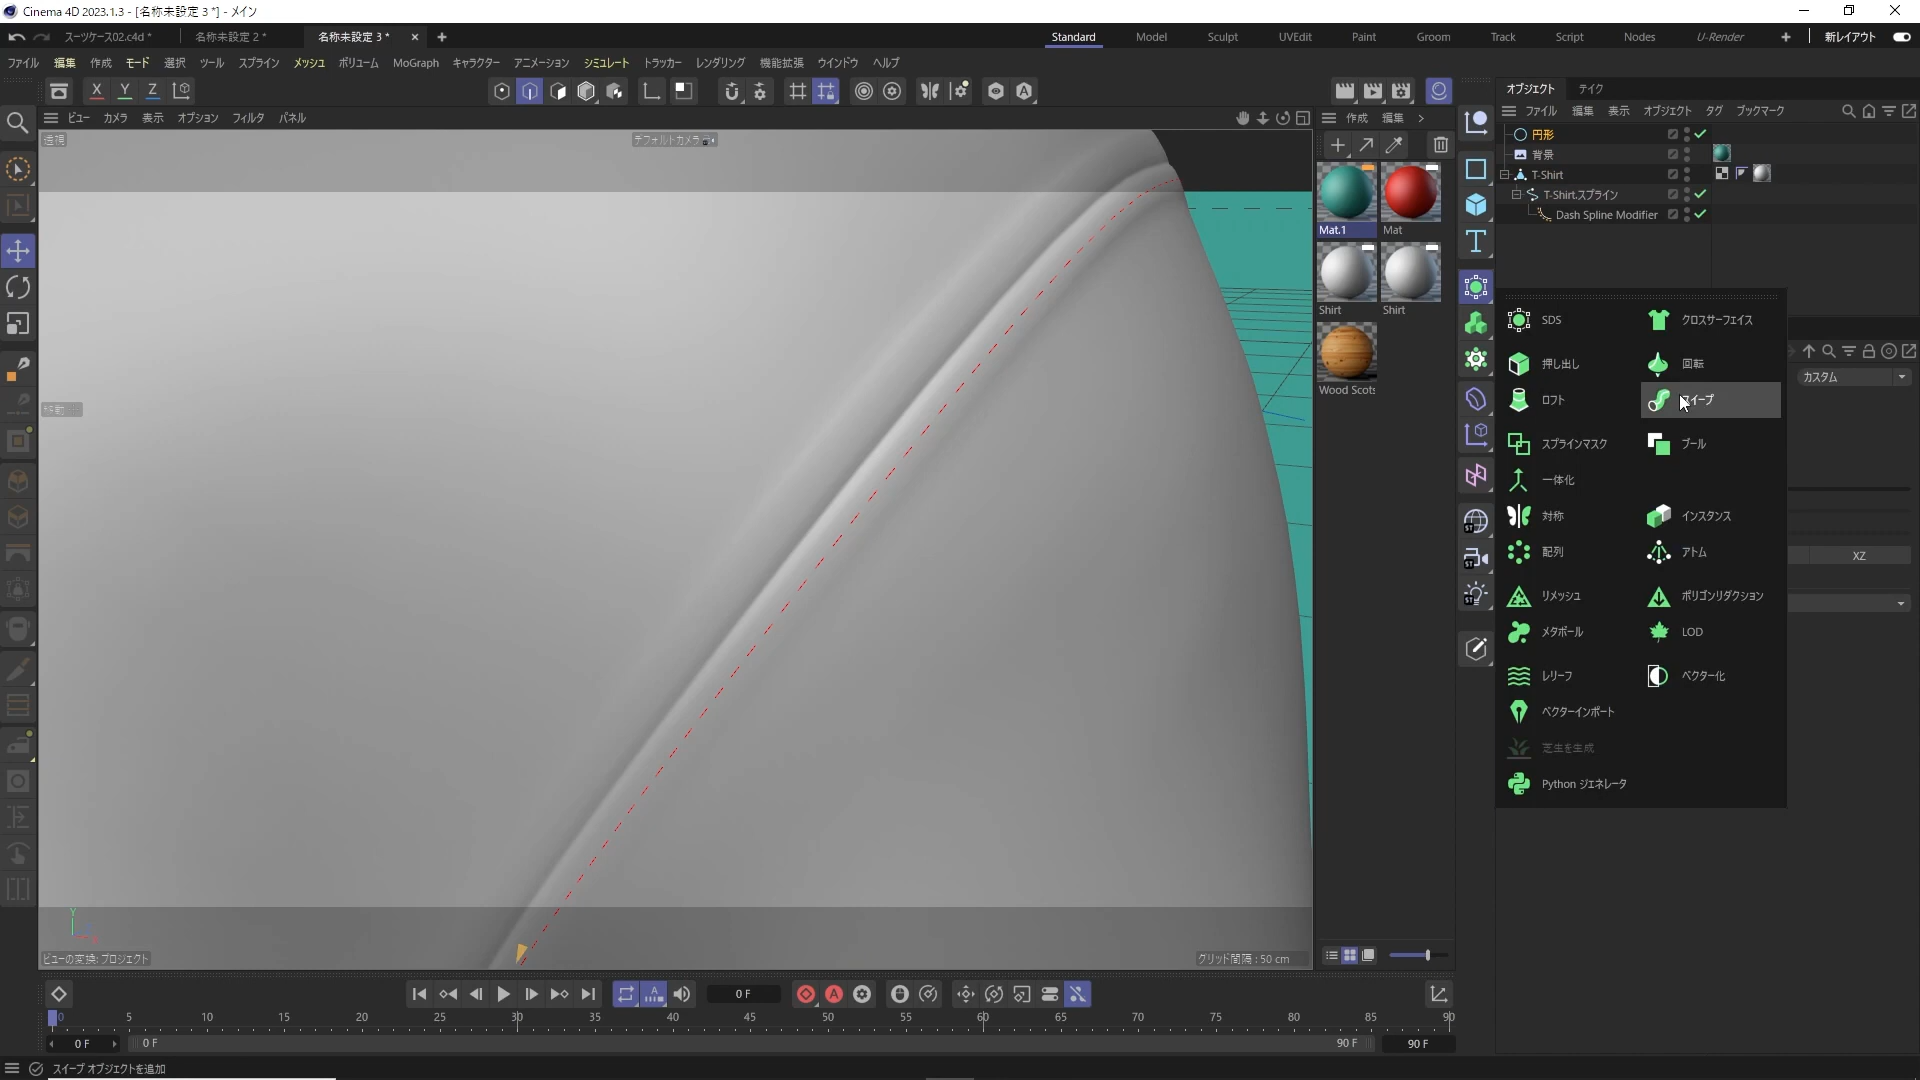 Cinema 4D 2023.1.3 - [名称未設定 3 *] - メイン
スーツケース02.c4d * 名称未設定 2 * 名称未設定 3 * Standard Model Sculpt UVEdit Paint Groom Track Script Nodes U-Render 新レイアウト
ファイル 編集 作成 モード 選択 ツール スプライン メッシュ ボリューム MoGraph キャラクター アニメーション シミュレート トラッカー レンダリング 機能拡張 ウインドウ ヘルプ
X Y Z
オブジェクト テイク
ビュー カメラ 表示 オプション フィルタ パネル
作成 編集
ファイル 編集 表示 オブジェクト タグ ブックマーク
透視
デフォルトカメラ
円形
背景
T-Shirt
T-Shirt.スプライン
Dash Spline Modifier
Mat.1 Mat
Shirt Shirt
Wood Scots
SDS クロスサーフェイス
押し出し 回転
ロフト スイープ
スプラインマスク ブール
一体化
対称 インスタンス
配列 アトム
リメッシュ ポリゴンリダクション
メタボール LOD
レリーフ ベクター化
ベクターインポート
芝生を生成
Python ジェネレータ
カスタム
XZ
移動
Y
ビューの変換: プロジェクト
グリッド間隔 : 50 cm
0 F
0 5 10 15 20 25 30 35 40 45 50 55 60 65 70 75 80 85 90
0 F 0 F 90 F 90 F
スイープ オブジェクトを追加